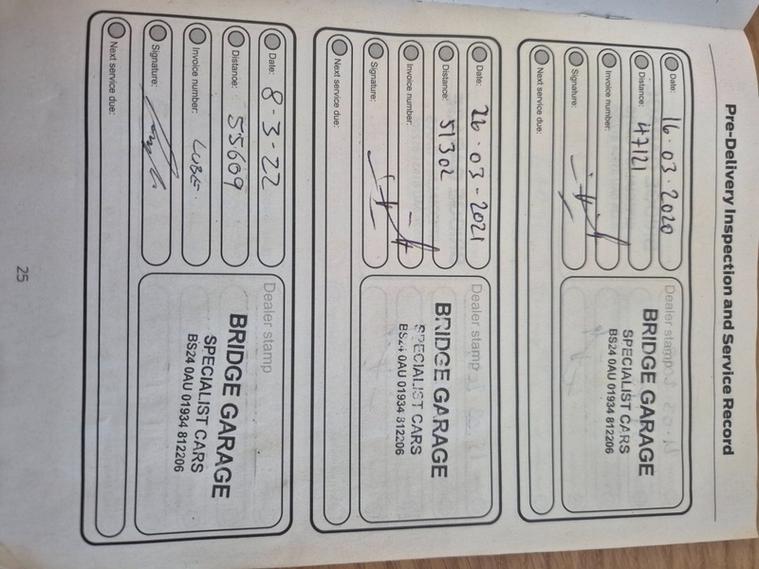 Pre-Delivery Inspection and Service Record
Date: 16·03·2020
Distance: 47121
Invoice number:
Signature:
Next service due:
Dealer stamp
BRIDGE GARAGE
SPECIALIST CARS
BS24 0AU 01934 812206
Date: 26·03-2021
Distance: 51302
Invoice number:
Signature:
Next service due:
Dealer stamp
BRIDGE GARAGE
SPECIALIST CARS
BS24 0AU 01934 812206
Date: 8-3-22
Distance: 55609
Invoice number:
Signature:
Next service due:
Dealer stamp
BRIDGE GARAGE
SPECIALIST CARS
BS24 0AU 01934 812206
25